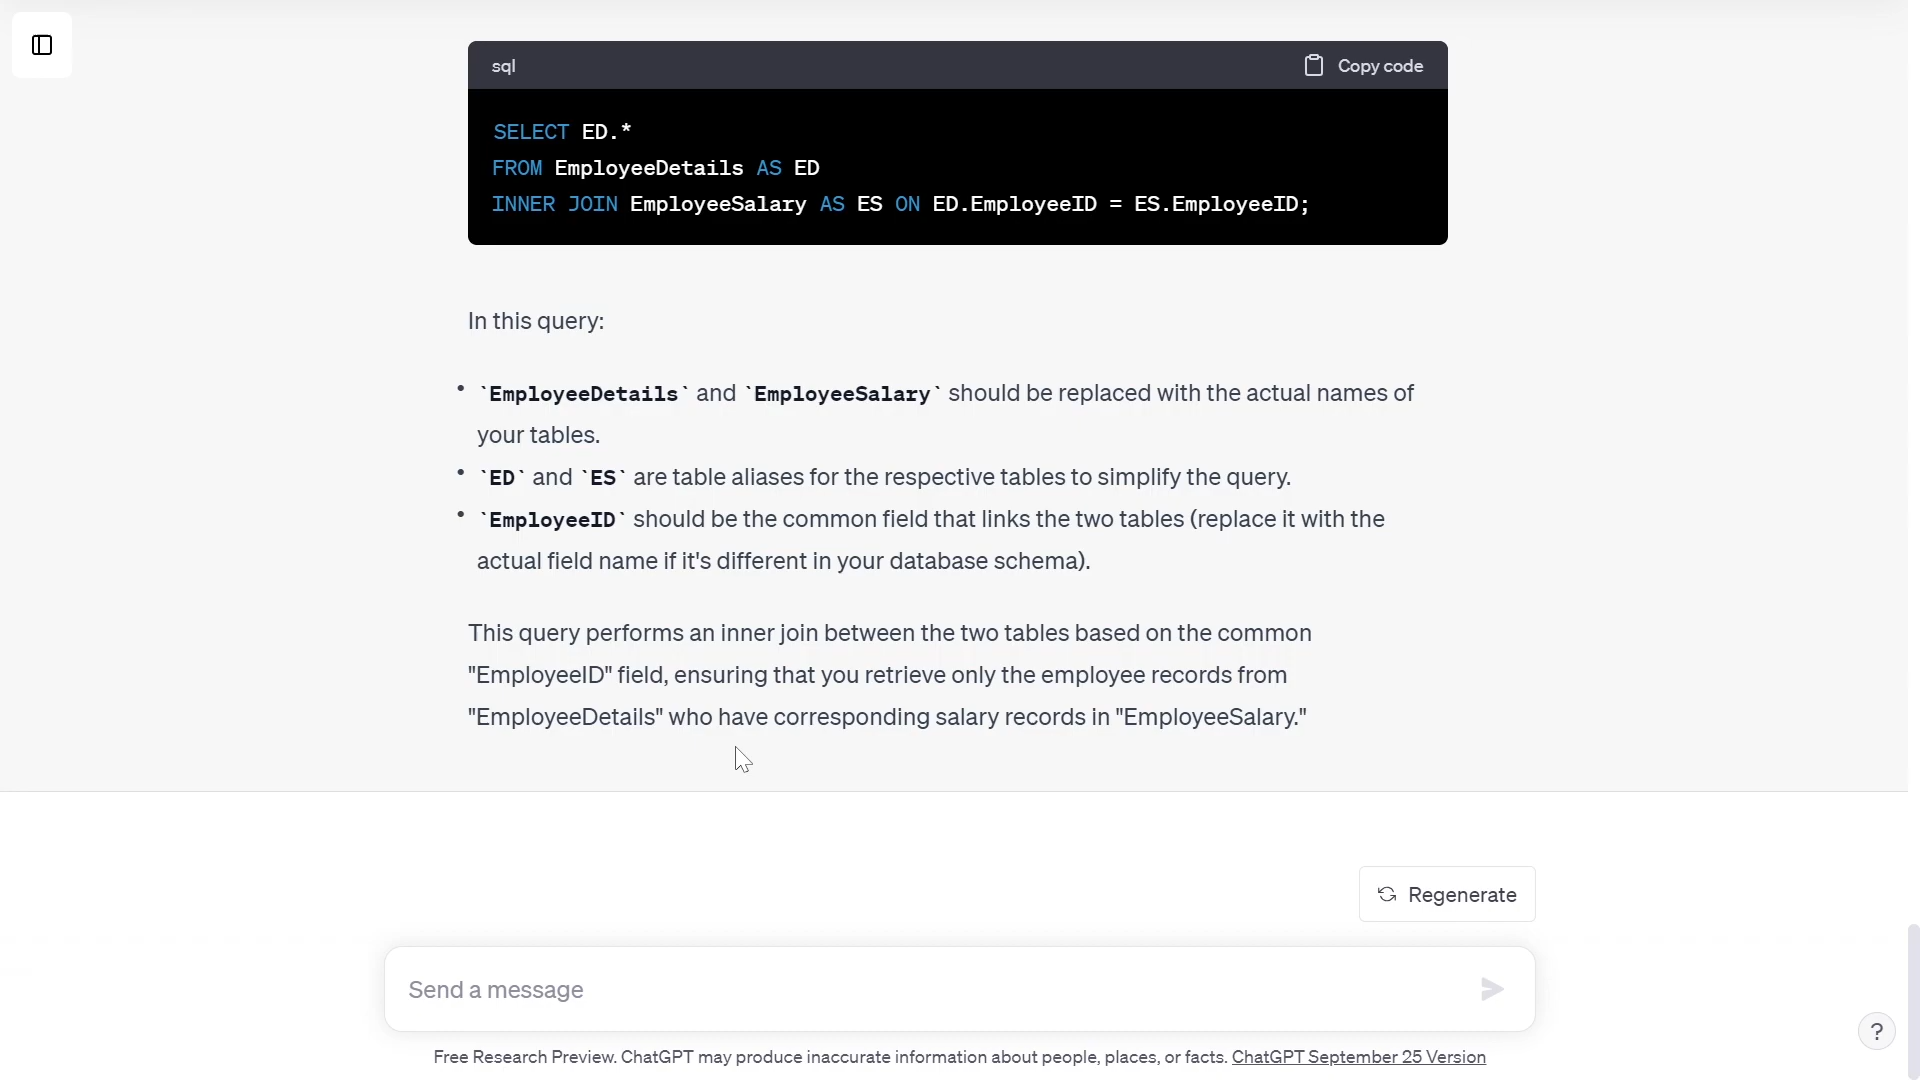 sql
Copy code
SELECT ED.*
FROM EmployeeDetails AS ED
INNER JOIN EmployeeSalary AS ES ON ED.EmployeeID = ES.EmployeeID;
In this query:
• `EmployeeDetails` and `EmployeeSalary` should be replaced with the actual names of
your tables.
• `ED` and `ES` are table aliases for the respective tables to simplify the query.
• `EmployeeID` should be the common field that links the two tables (replace it with the
actual field name if it's different in your database schema).
This query performs an inner join between the two tables based on the common
"EmployeeID" field, ensuring that you retrieve only the employee records from
"EmployeeDetails" who have corresponding salary records in "EmployeeSalary."
Regenerate
Send a message
?
Free Research Preview. ChatGPT may produce inaccurate information about people, places, or facts. ChatGPT September 25 Version